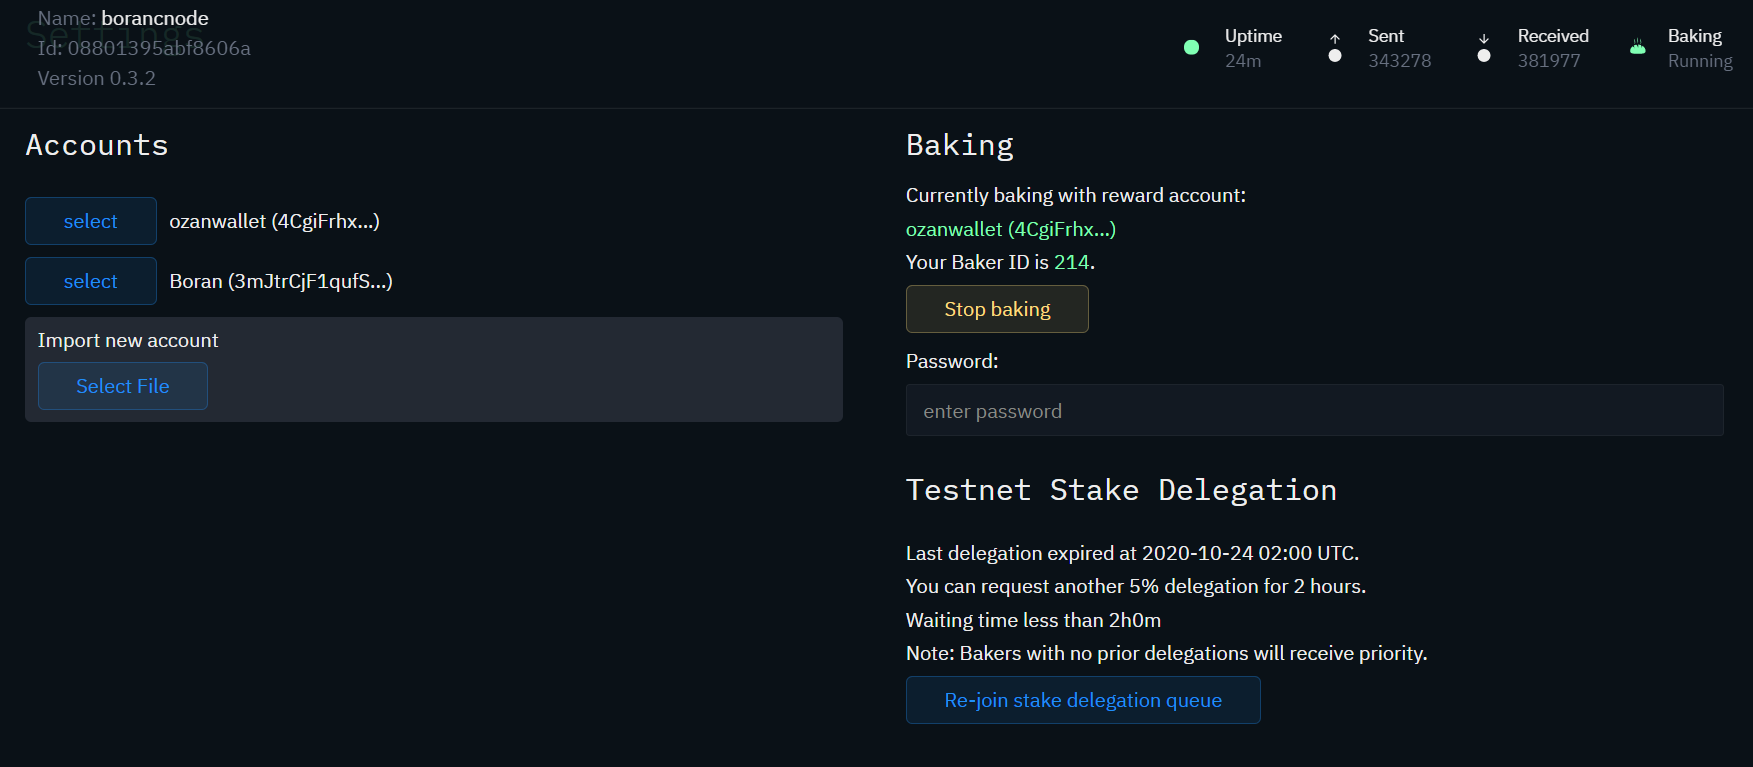 Settings
Name: borancnode
Id: 08801395abf8606a
Version 0.3.2
Uptime
24m
Sent
343278
Received
381977
Baking
Running
Accounts
select ozanwallet (4CgiFrhx...)
select Boran (3mJtrCjF1qufS...)
Import new account
Select File
Baking
Currently baking with reward account:
ozanwallet (4CgiFrhx...)
Your Baker ID is 214.
Stop baking
Password:
enter password
Testnet Stake Delegation
Last delegation expired at 2020-10-24 02:00 UTC.
You can request another 5% delegation for 2 hours.
Waiting time less than 2h0m
Note: Bakers with no prior delegations will receive priority.
Re-join stake delegation queue